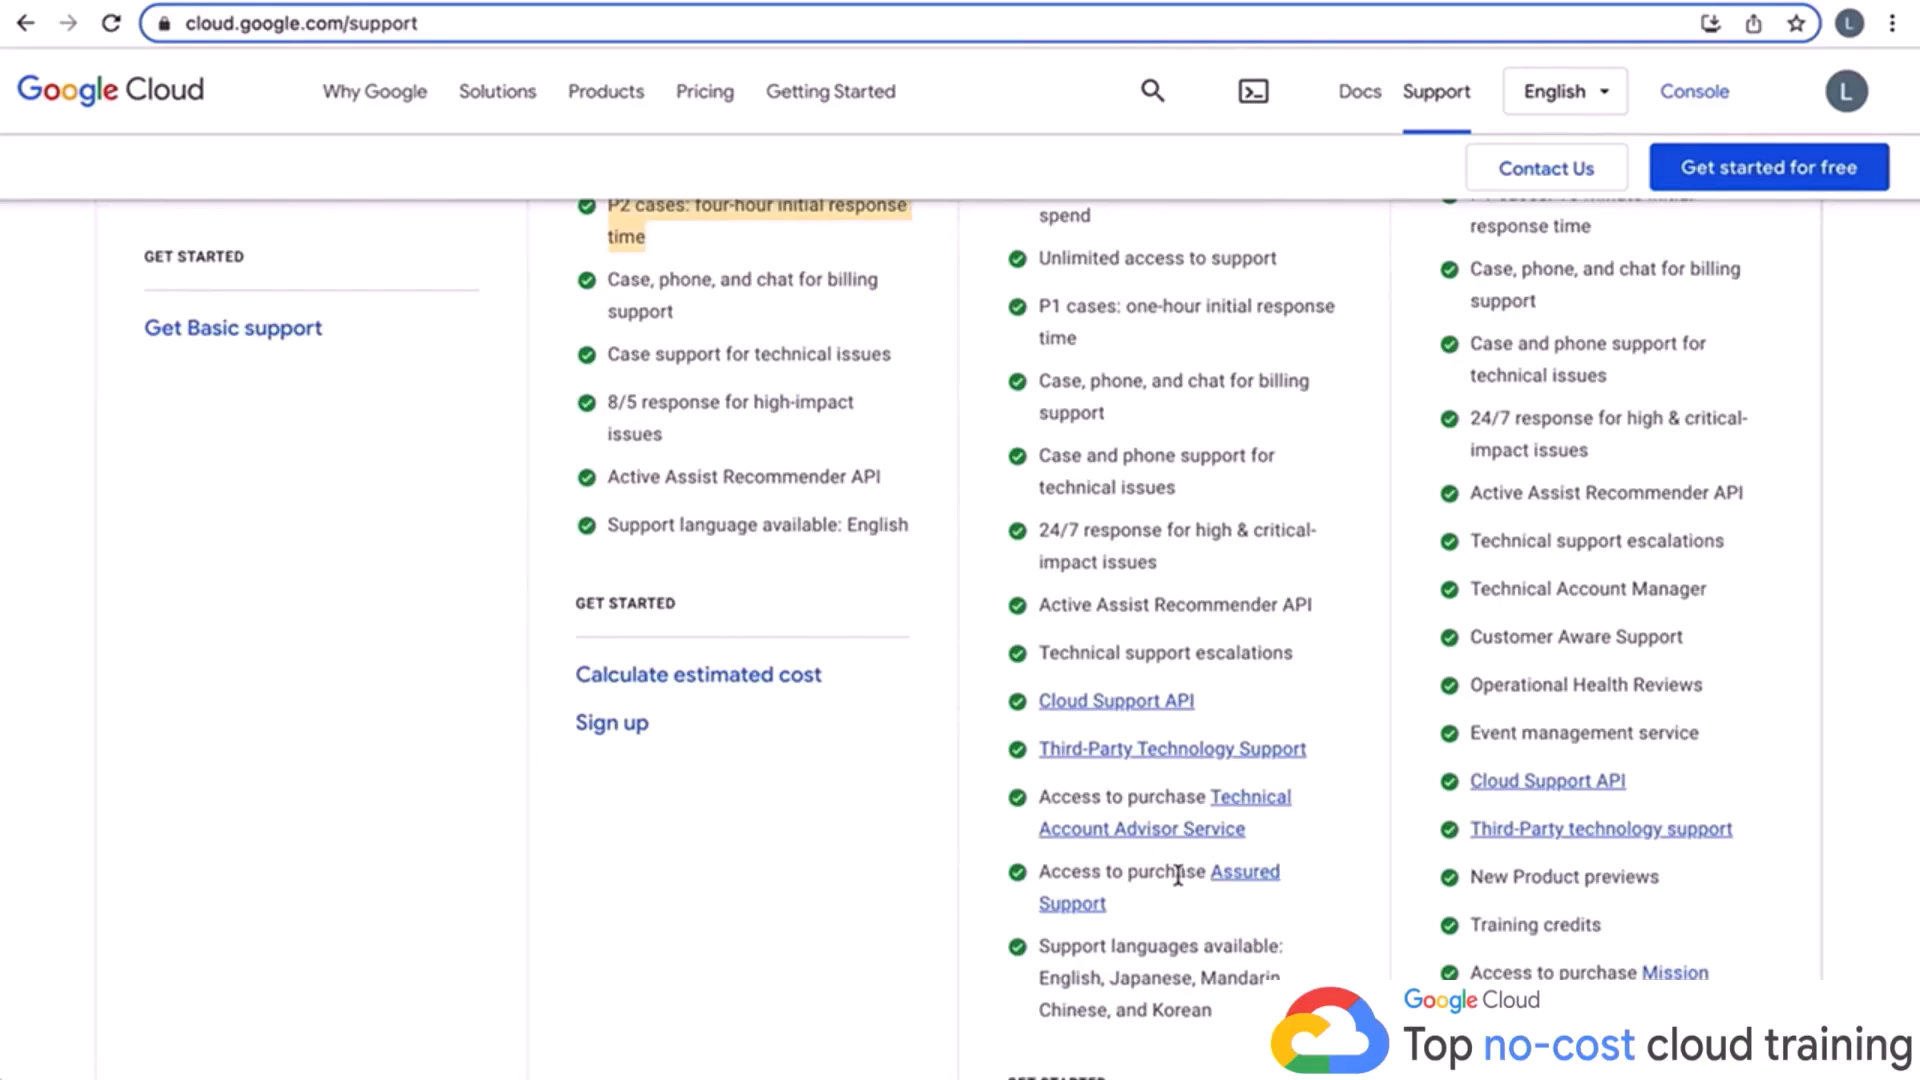 cloud.google.com/support
L
Google Cloud
Why Google
Solutions
Products
Pricing
Getting Started
Docs
Support
English
Console
L
Contact Us
Get started for free
GET STARTED
Get Basic support
P2 cases: four-hour initial response
time
Case, phone, and chat for billing
support
Case support for technical issues
8/5 response for high-impact
issues
Active Assist Recommender API
Support language available: English
GET STARTED
Calculate estimated cost
Sign up
spend
Unlimited access to support
P1 cases: one-hour initial response
time
Case, phone, and chat for billing
support
Case and phone support for
technical issues
24/7 response for high & critical-
impact issues
Active Assist Recommender API
Technical support escalations
Cloud Support API
Third-Party Technology Support
Access to purchase Technical
Account Advisor Service
Access to purchase Assured
Support
Support languages available:
English, Japanese, Mandarin
Chinese, and Korean
response time
Case, phone, and chat for billing
support
Case and phone support for
technical issues
24/7 response for high & critical-
impact issues
Active Assist Recommender API
Technical support escalations
Technical Account Manager
Customer Aware Support
Operational Health Reviews
Event management service
Cloud Support API
Third-Party technology support
New Product previews
Training credits
Access to purchase Mission
Google Cloud
Top no-cost cloud training